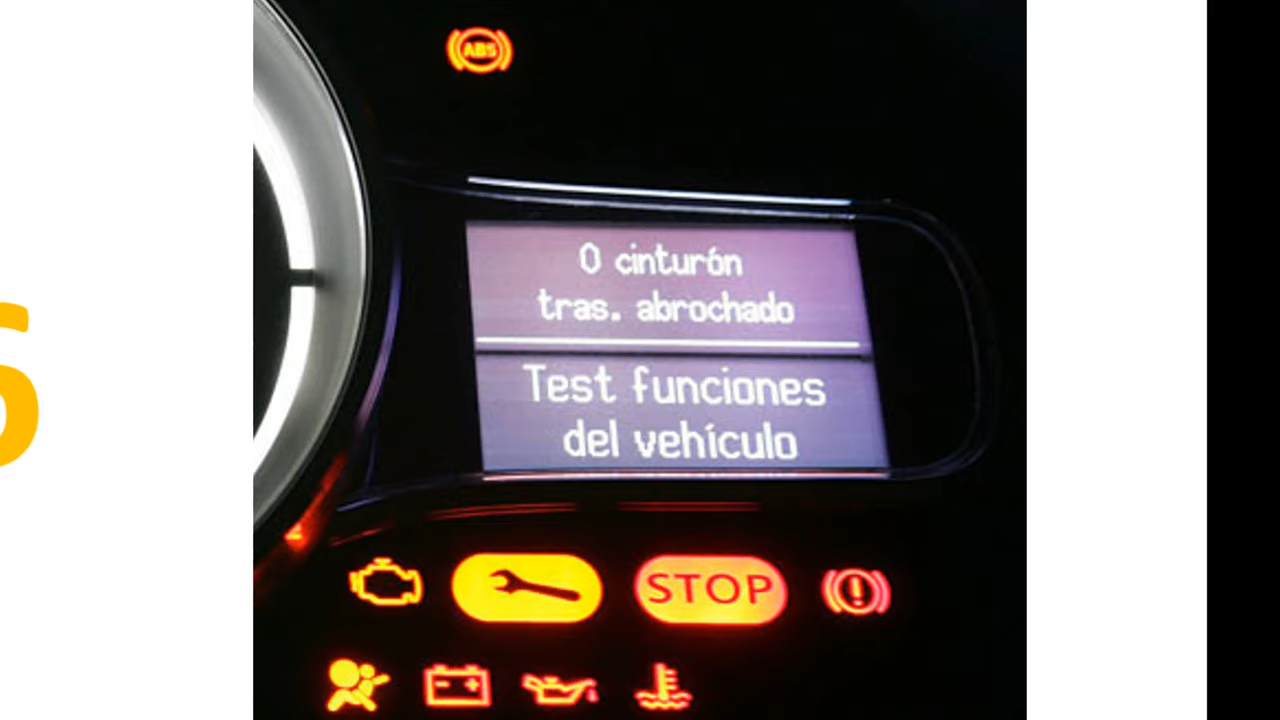 ABS
0 cinturón
tras. abrochado
Test funciones
del vehículo
STOP